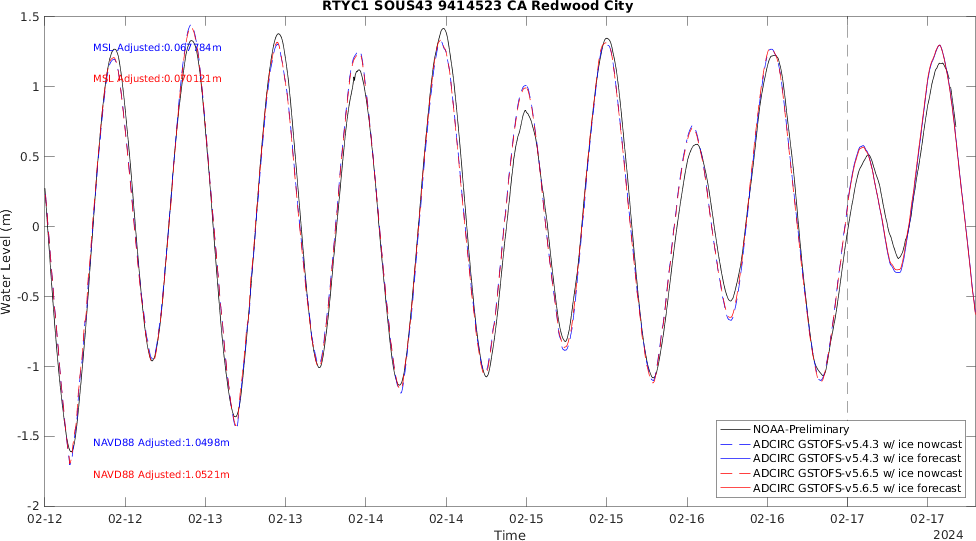 RTYC1 SOUS43 9414523 CA Redwood City
1.5
MSL Adjusted:0.067784m
MSL Adjusted:0.070121m
1
0.5
0
Water Level (m)
-0.5
-1
-1.5
NAVD88 Adjusted:1.0498m
NAVD88 Adjusted:1.0521m
NOAA-Preliminary
ADCIRC GSTOFS-v5.4.3 w/ ice nowcast
ADCIRC GSTOFS-v5.4.3 w/ ice forecast
ADCIRC GSTOFS-v5.6.5 w/ ice nowcast
ADCIRC GSTOFS-v5.6.5 w/ ice forecast
-2
02-12 02-12 02-13 02-13 02-14 02-14 02-15 02-15 02-16 02-16 02-17 02-17
Time
2024